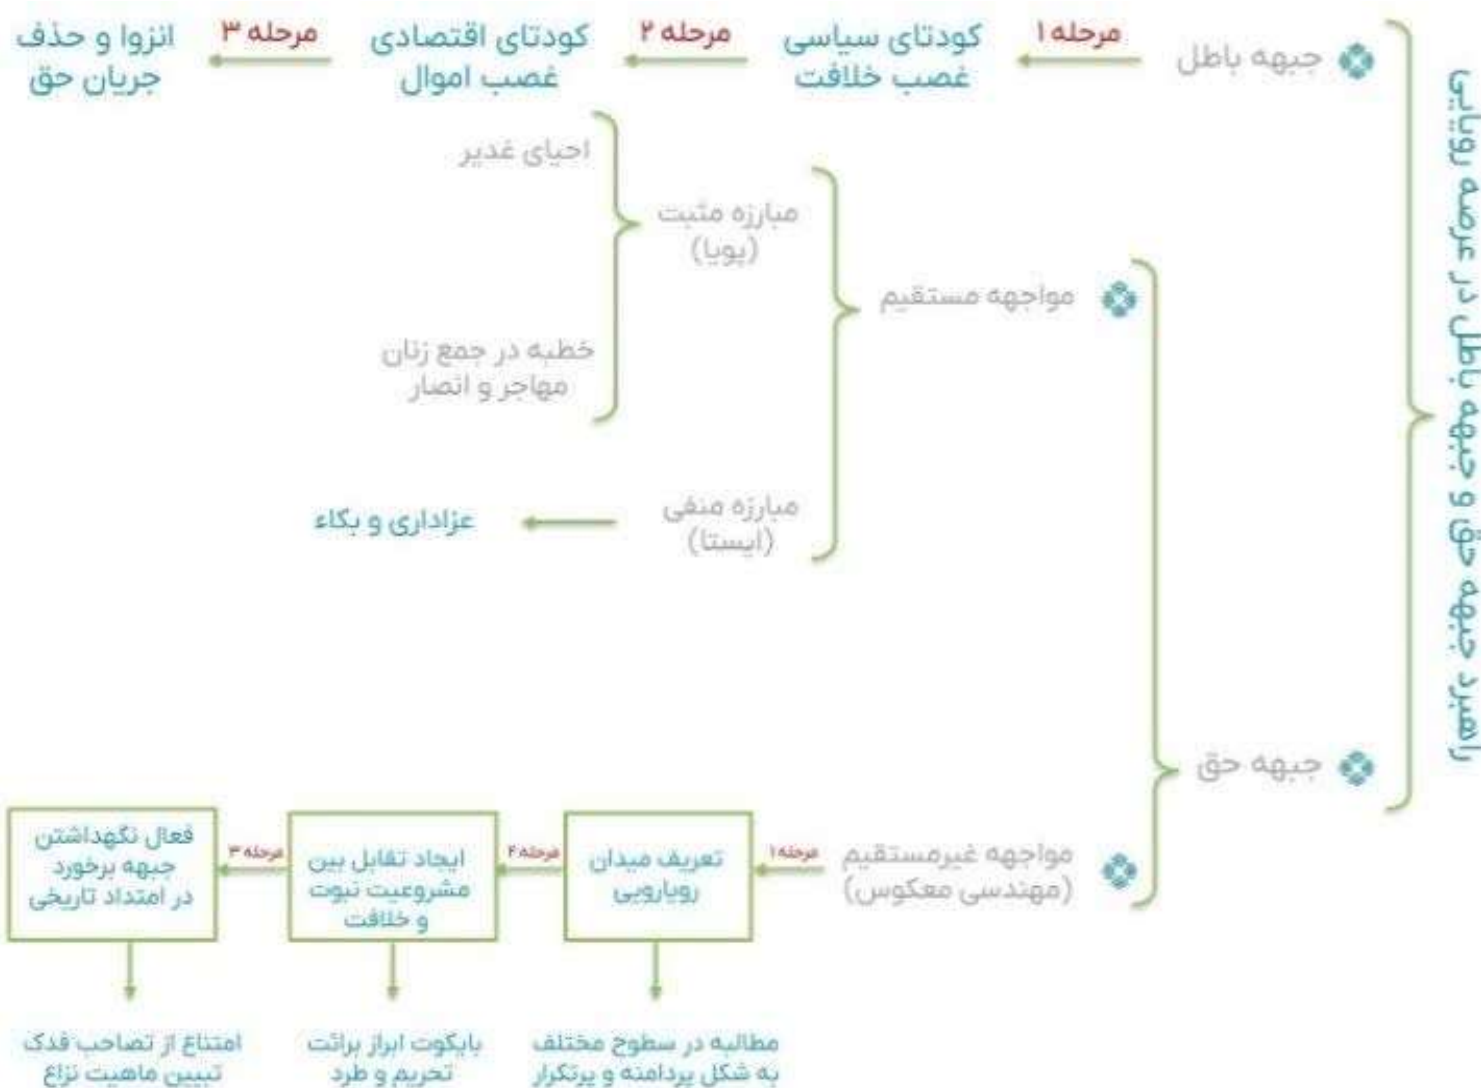 راهبرد جبهه حق و جبهه باطل در عرصه رویایی
جبهه باطل
مرحله ۱
کودتای سیاسی
غصب خلافت
مرحله ۲
کودتای اقتصادی
غصب اموال
مرحله ۳
انزوا و حذف
جریان حق
جبهه حق
مواجهه مستقیم
مبارزه مثبت
(پویا)
احیای غدیر
خطبه در جمع زنان
مهاجر و انصار
مبارزه منفی
(ایستا)
عزاداری و بکاء
مواجهه غیرمستقیم
(مهندسی معکوس)
مرحله ۱
تعریف میدان
رویارویی
مطالبه در سطوح مختلف
به شکل پردامنه و پرتکرار
مرحله ۲
ایجاد تقابل بین
مشروعیت نبوت
و خلافت
بایکوت ابراز برائت
تحریم و طرد
مرحله ۳
فعال نگهداشتن
جبهه برخورد
در امتداد تاریخی
امتناع از تصاحب فدک
تبیین ماهیت نزاع